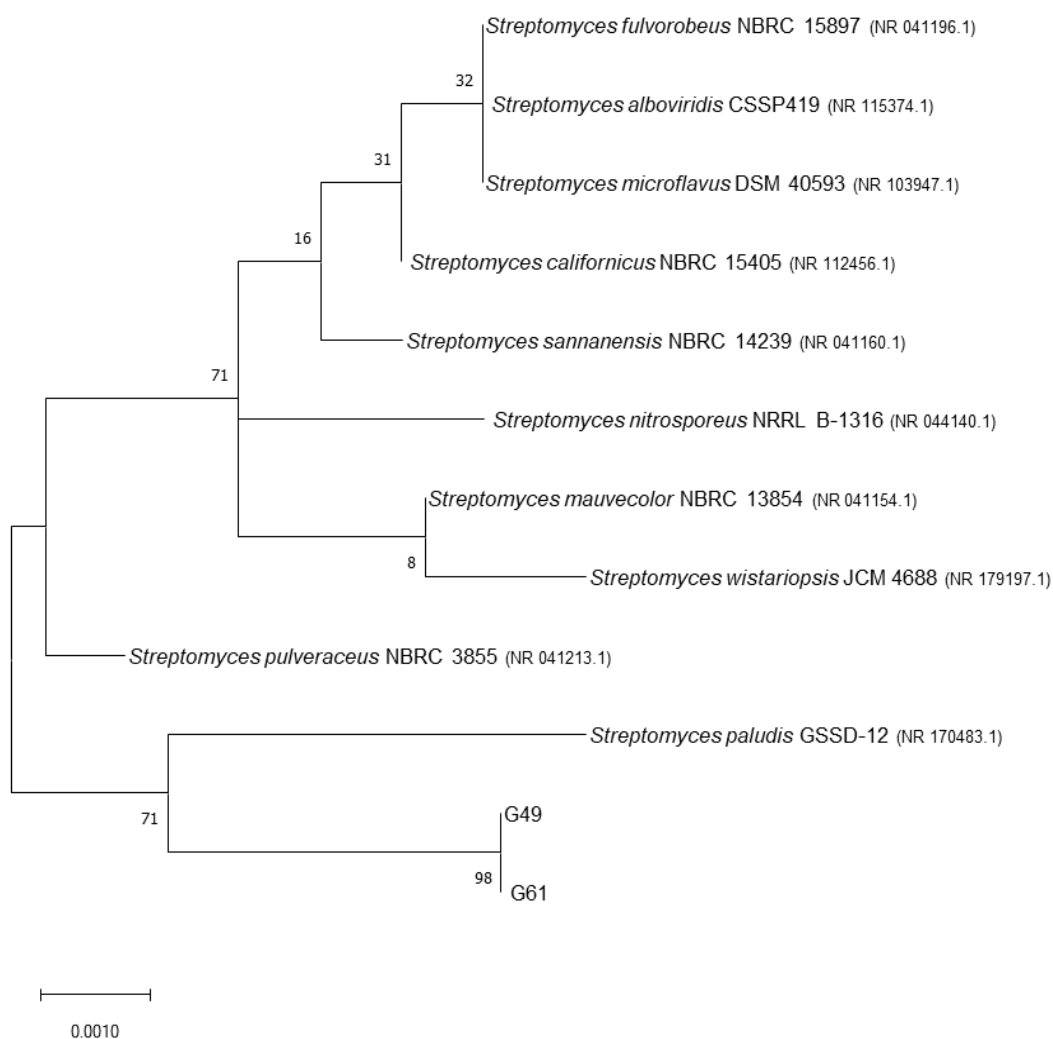 Streptomyces fulvorobeus NBRC 15897 (NR 041196.1)
32
Streptomyces alboviridis CSSP419 (NR 115374.1)
31
Streptomyces microflavus DSM 40593 (NR 103947.1)
16
Streptomyces californicus NBRC 15405 (NR 112456.1)
Streptomyces sannanensis NBRC 14239 (NR 041160.1)
71
Streptomyces nitrosporeus NRRL B-1316 (NR 044140.1)
Streptomyces mauvecolor NBRC 13854 (NR 041154.1)
8
Streptomyces wistariopsis JCM 4688 (NR 179197.1)
Streptomyces pulveraceus NBRC 3855 (NR 041213.1)
Streptomyces paludis GSSD-12 (NR 170483.1)
71
G49
98
G61
0.0010